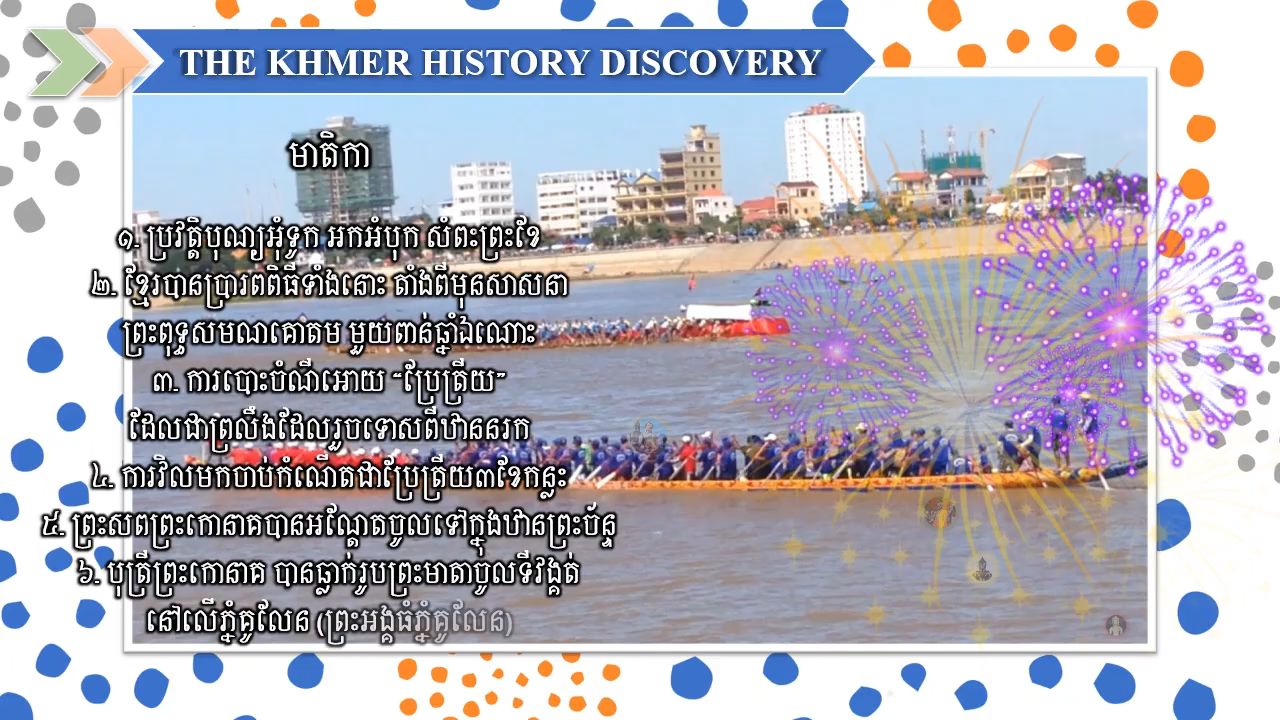 THE KHMER HISTORY DISCOVERY
មាតិកា
១. ប្រវត្តិបុណ្យអុំទូក អកអំបុក សំពះព្រះខែ
២. ខ្មែរបានប្រារពពិធីទាំងនោះ តាំងពីមុនសាសនា
ព្រះពុទ្ធសមណគោតម មួយពាន់ឆ្នាំឯណោះ
៣. ការបោះបំណីអោយ “ប្រែត្រីយ”
ដែលជាព្រលឹងដែលរួចទោសពីឋាននរក
៤. ការវិលមកចាប់កំណើតជាប្រែត្រីយ៣ខែកន្លះ
៥. ព្រះសពព្រះកោនាគបានអណ្តែតចូលទៅក្នុងឋានព្រះច័ន្ទ
៦. បុត្រីព្រះកោនាគ បានឆ្លាក់រូបព្រះមាតាចូលទីវង្គត់
នៅលើភ្នំគូលែន (ព្រះអង្គធំភ្នំគូលែន)